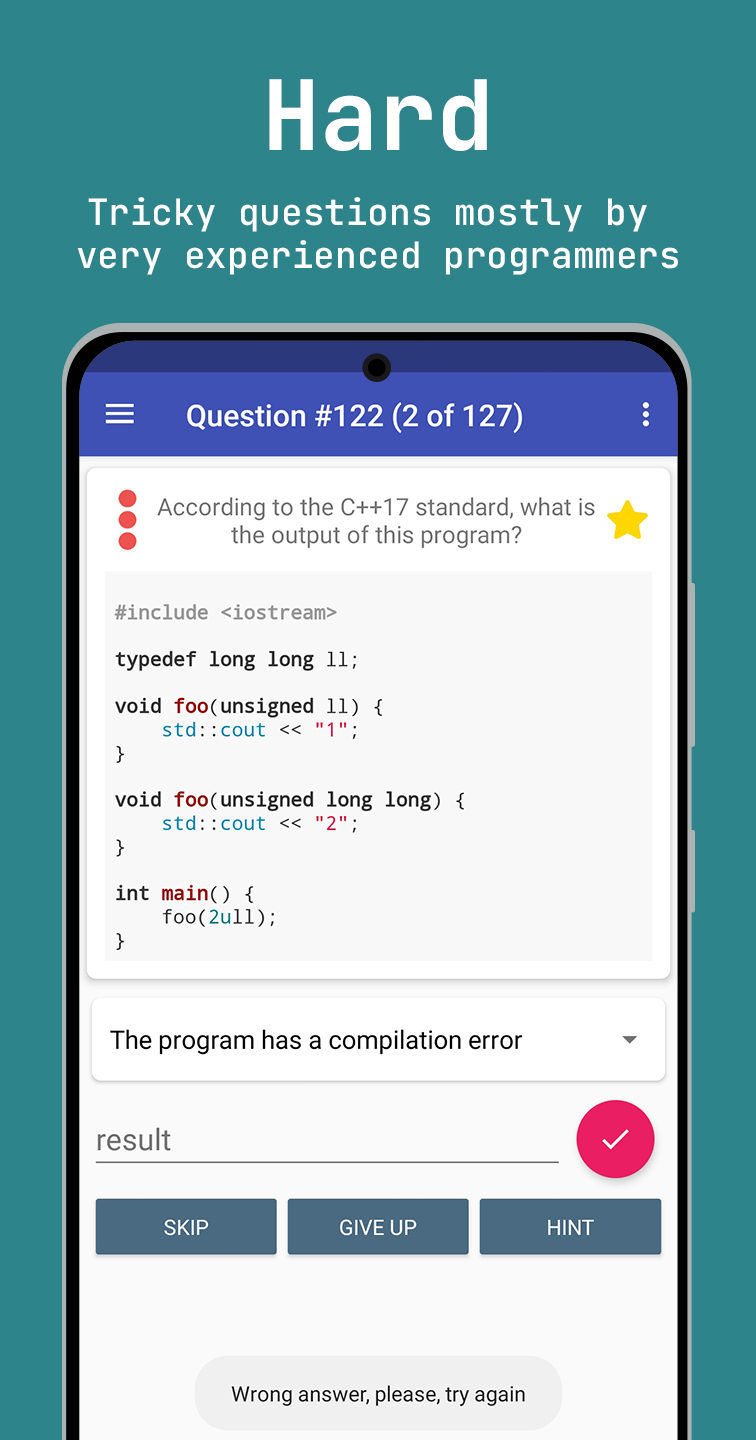 Hard
Tricky questions mostly by
very experienced programmers
Question #122 (2 of 127)
According to the C++17 standard, what is
the output of this program?
#include <iostream>
typedef long long ll;
void foo(unsigned ll) {
    std::cout << "1";
}
void foo(unsigned long long) {
    std::cout << "2";
}
int main() {
    foo(2ull);
}
The program has a compilation error
result
SKIP
GIVE UP
HINT
Wrong answer, please, try again